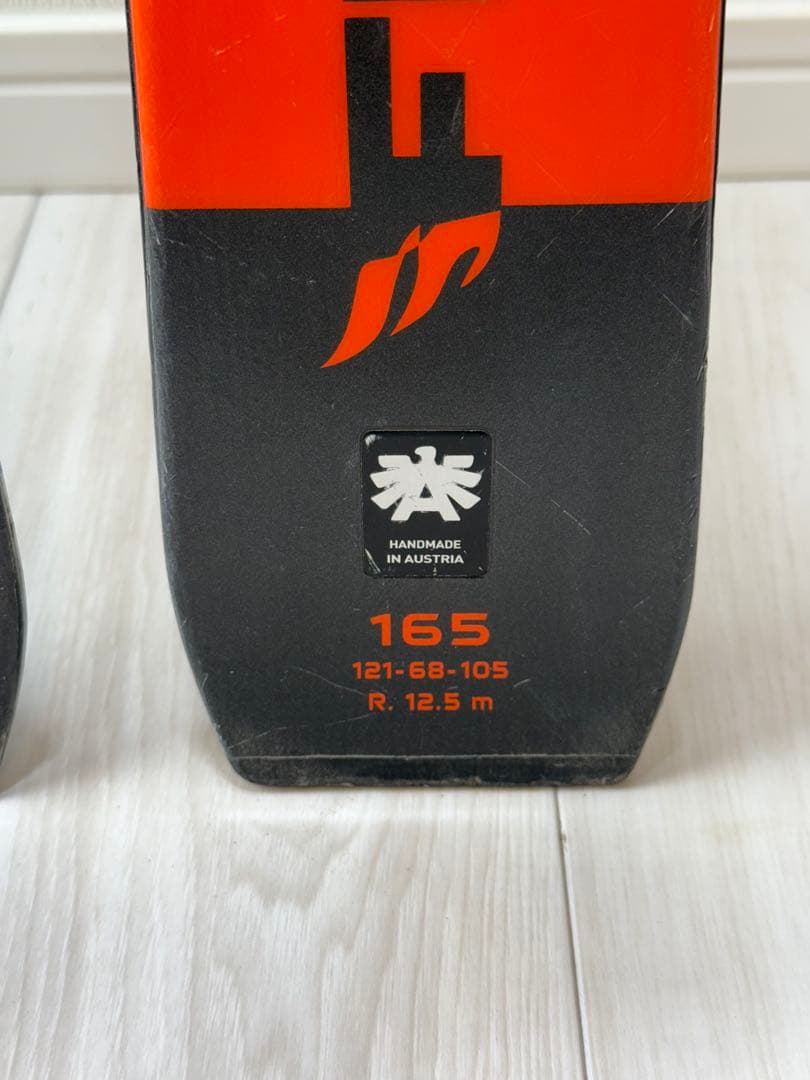 HANDMADE
IN AUSTRIA
165
121-68-105
R. 12.5 m